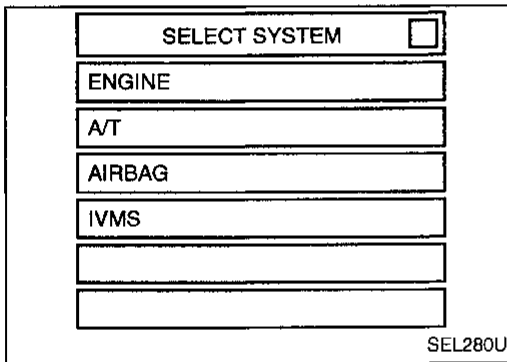 SELECT SYSTEM
ENGINE
A/T
AIRBAG
IVMS
SEL280U